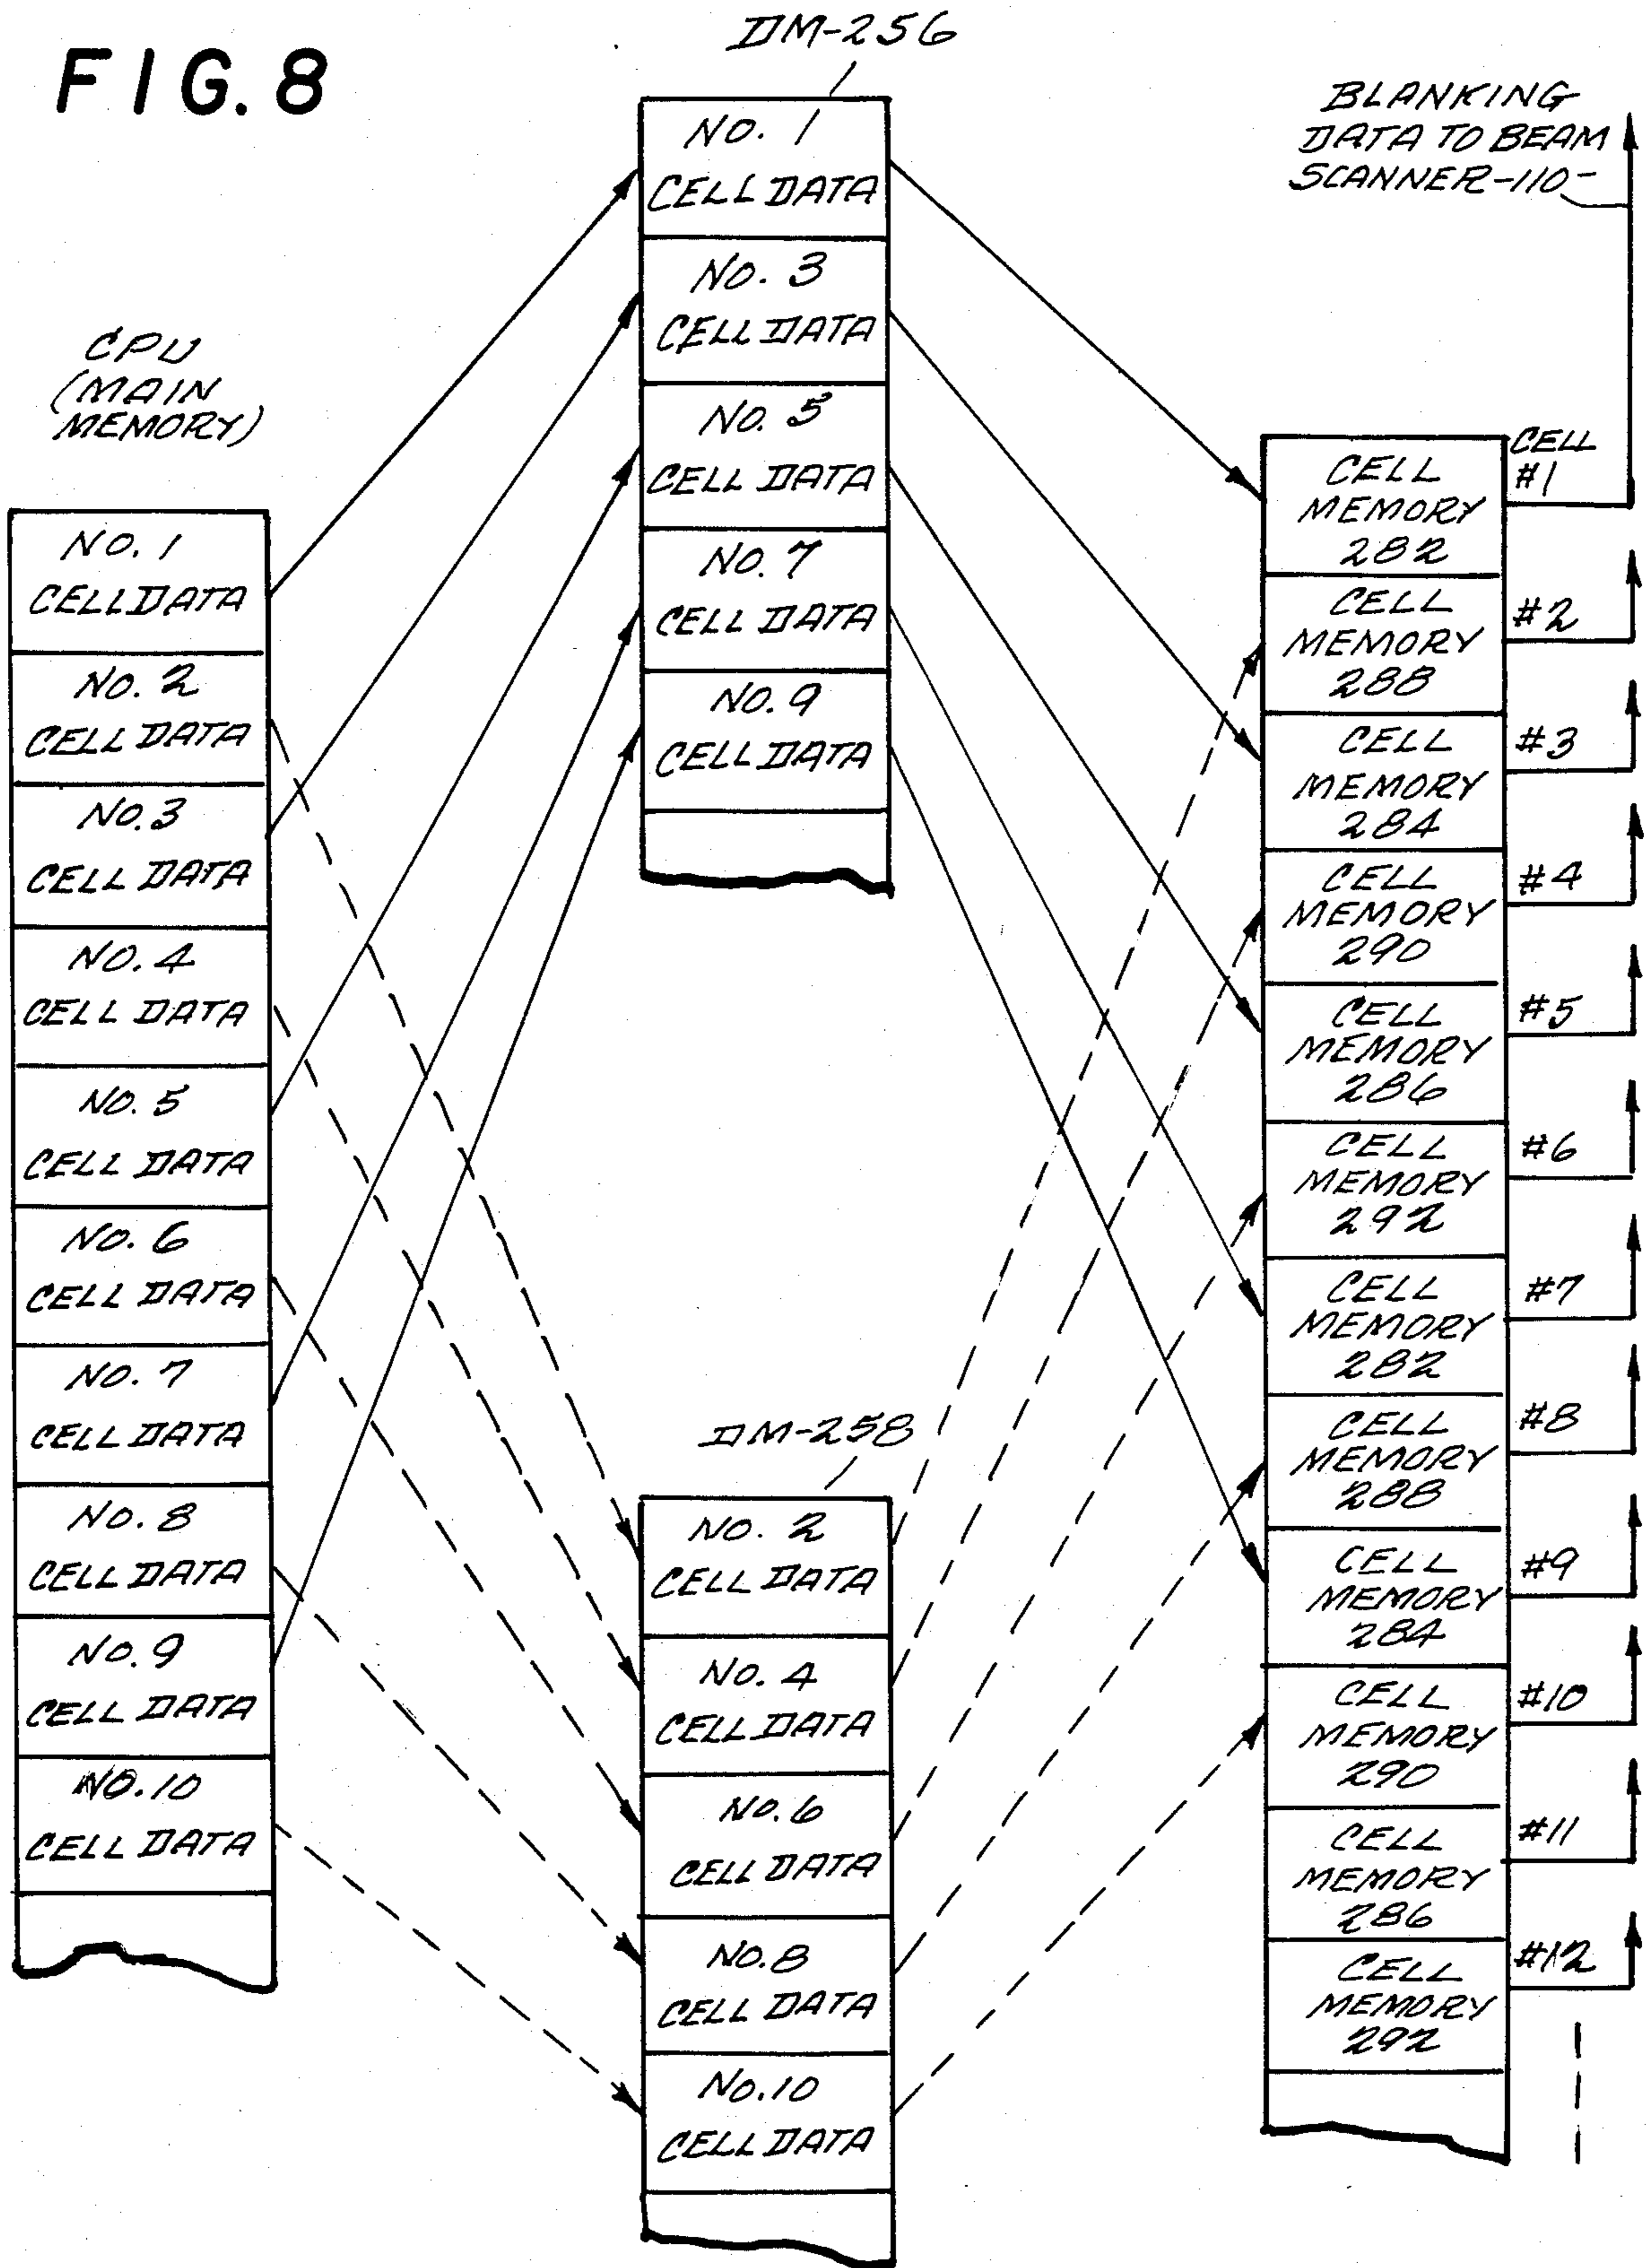 FIG. 8
DM-256
NO. 1
CELL DATA
NO. 3
CELL DATA
NO. 5
CELL DATA
NO. 7
CELL DATA
NO. 9
CELL DATA
BLANKING
DATA TO BEAM
SCANNER-110-
CPU
(MAIN
MEMORY)
NO. 1
CELL DATA
NO. 2
CELL DATA
NO. 3
CELL DATA
NO. 4
CELL DATA
NO. 5
CELL DATA
NO. 6
CELL DATA
NO. 7
CELL DATA
NO. 8
CELL DATA
NO. 9
CELL DATA
NO. 10
CELL DATA
DM-258
NO. 2
CELL DATA
NO. 4
CELL DATA
NO. 6
CELL DATA
NO. 8
CELL DATA
NO. 10
CELL DATA
CELL
MEMORY
282
CELL
#1
CELL
MEMORY
288
#2
CELL
MEMORY
284
#3
CELL
MEMORY
290
#4
CELL
MEMORY
286
#5
CELL
MEMORY
292
#6
CELL
MEMORY
282
#7
CELL
MEMORY
288
#8
CELL
MEMORY
284
#9
CELL
MEMORY
290
#10
CELL
MEMORY
286
#11
CELL
MEMORY
292
#12